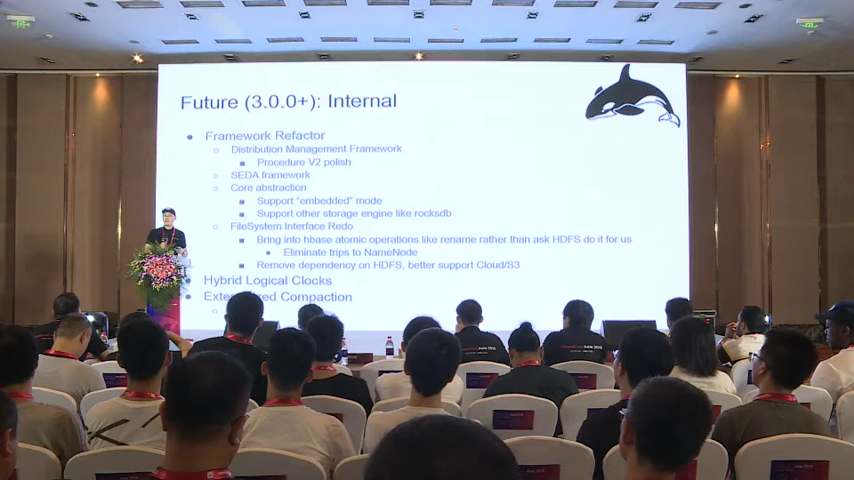 Future (3.0.0+): Internal
Framework Refactor
Distribution Management Framework
Procedure V2 polish
SEDA framework
Core abstraction
Support "embedded" mode
Support other storage engine like rocksdb
FileSystem Interface Redo
Bring into hbase atomic operations like rename rather than ask HDFS do it for us
Eliminate trips to NameNode
Remove dependency on HDFS, better support Cloud/S3
Hybrid Logical Clocks
Compaction